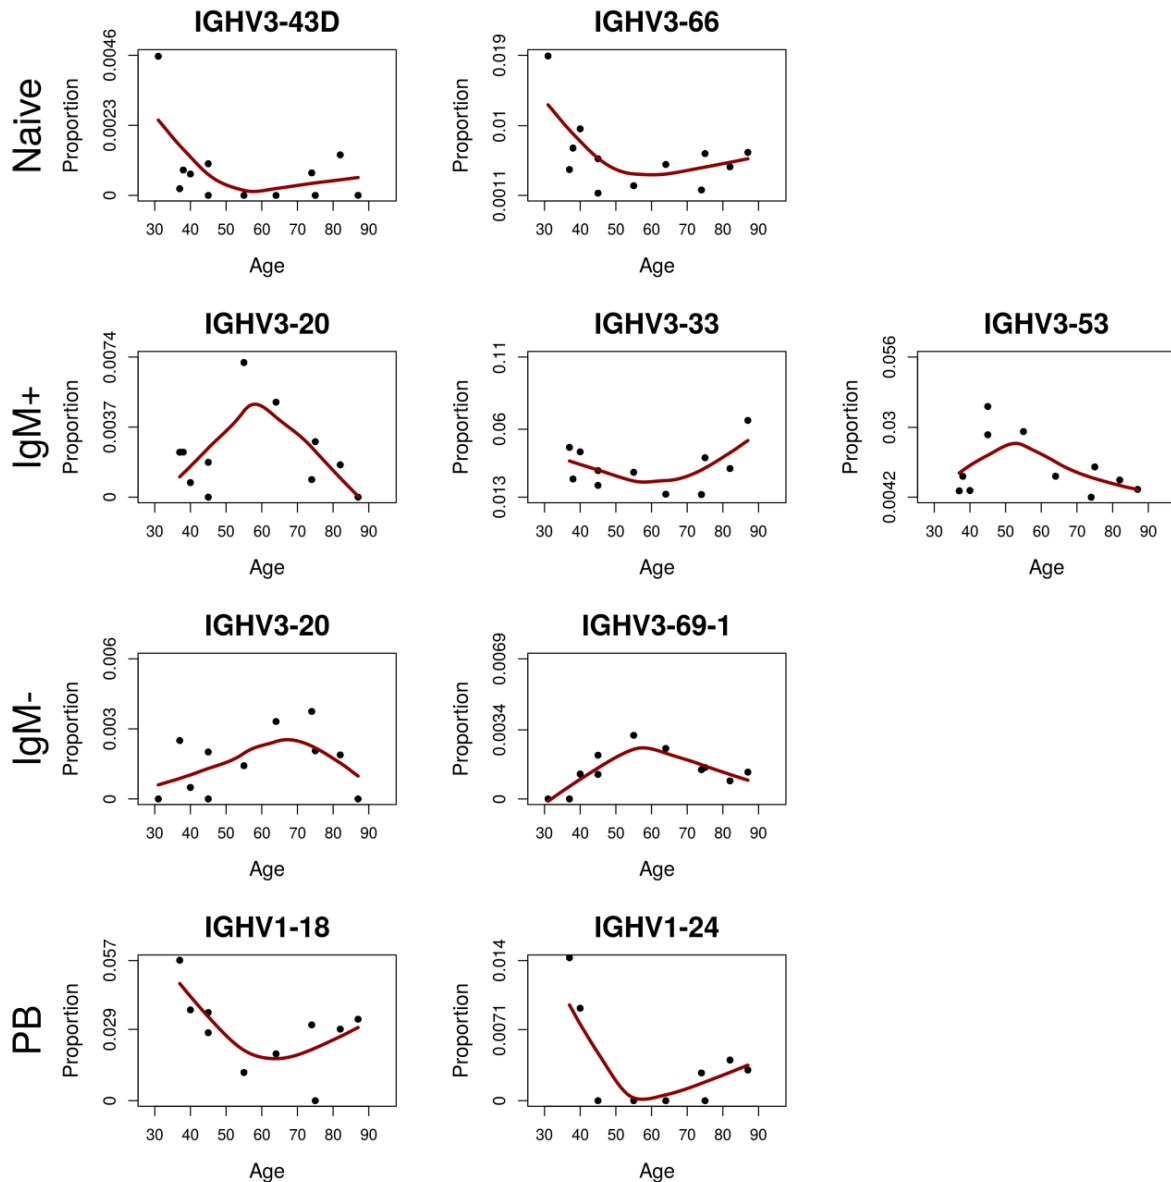 IGHV3-43D
IGHV3-66
Naive
Proportion
0.0046
0.0023
0
30 40 50 60 70 80 90
Age
Proportion
0.019
0.01
0.0011
30 40 50 60 70 80 90
Age
IGHV3-20
IGHV3-33
IGHV3-53
IgM+
Proportion
0.0074
0.0037
0
30 40 50 60 70 80 90
Age
Proportion
0.11
0.06
0.013
30 40 50 60 70 80 90
Age
Proportion
0.056
0.03
0.0042
30 40 50 60 70 80 90
Age
IGHV3-20
IGHV3-69-1
IgM-
Proportion
0.006
0.003
0
30 40 50 60 70 80 90
Age
Proportion
0.0069
0.0034
0
30 40 50 60 70 80 90
Age
IGHV1-18
IGHV1-24
PB
Proportion
0.057
0.029
0
30 40 50 60 70 80 90
Age
Proportion
0.014
0.0071
0
30 40 50 60 70 80 90
Age